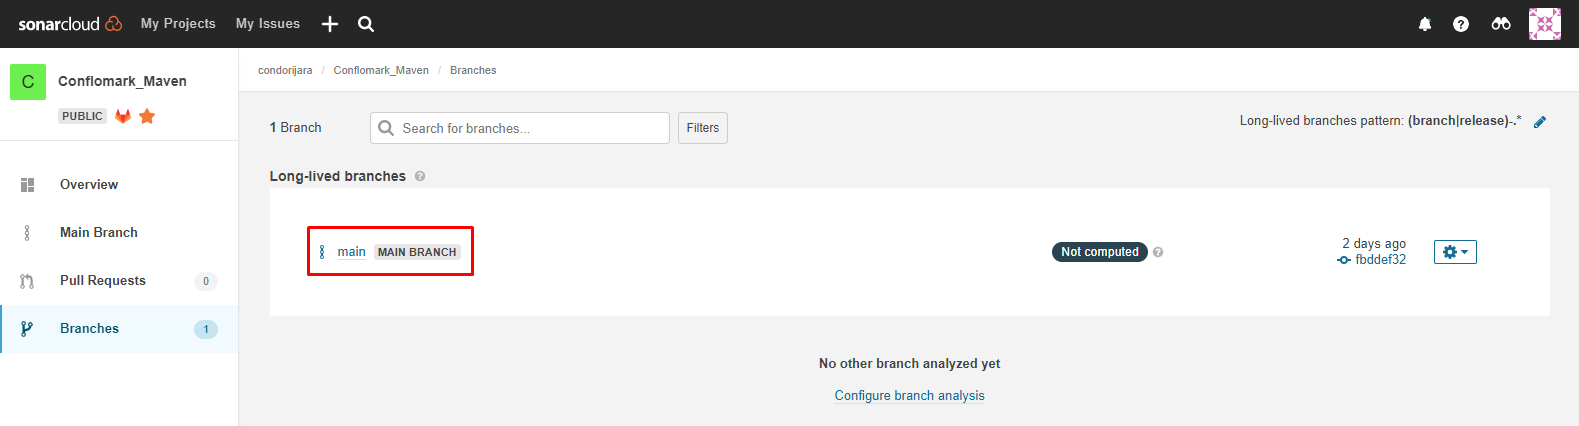 sonarcloud My Projects My Issues
C Conflomark_Maven
PUBLIC
Overview
Main Branch
Pull Requests 0
Branches 1
condorijara / Conflomark_Maven / Branches
1 Branch Search for branches... Filters Long-lived branches pattern: (branch|release)-.*
Long-lived branches ?
main MAIN BRANCH Not computed ? 2 days ago
fbddef32
No other branch analyzed yet
Configure branch analysis